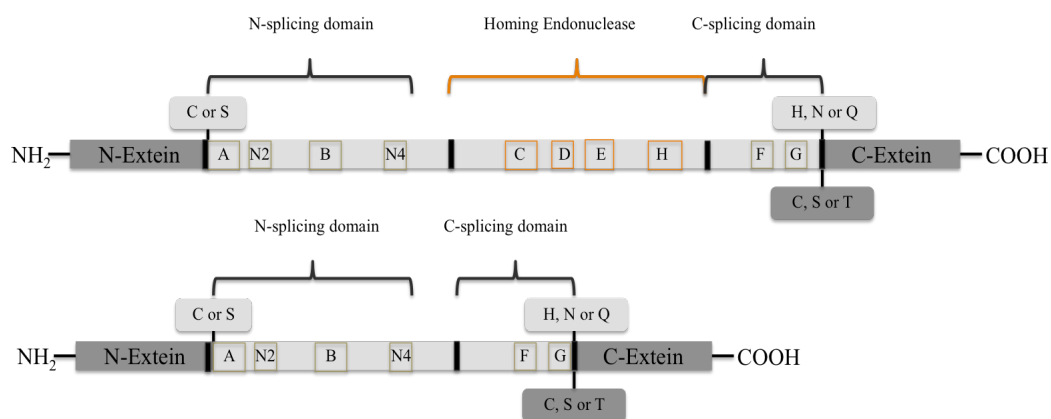 N-splicing domain Homing Endonuclease C-splicing domain
C or S H, N or Q
NH2 N-Extein A N2 B N4 C D E H F G C-Extein COOH
C, S or T
N-splicing domain C-splicing domain
C or S H, N or Q
NH2 N-Extein A N2 B N4 F G C-Extein COOH
C, S or T